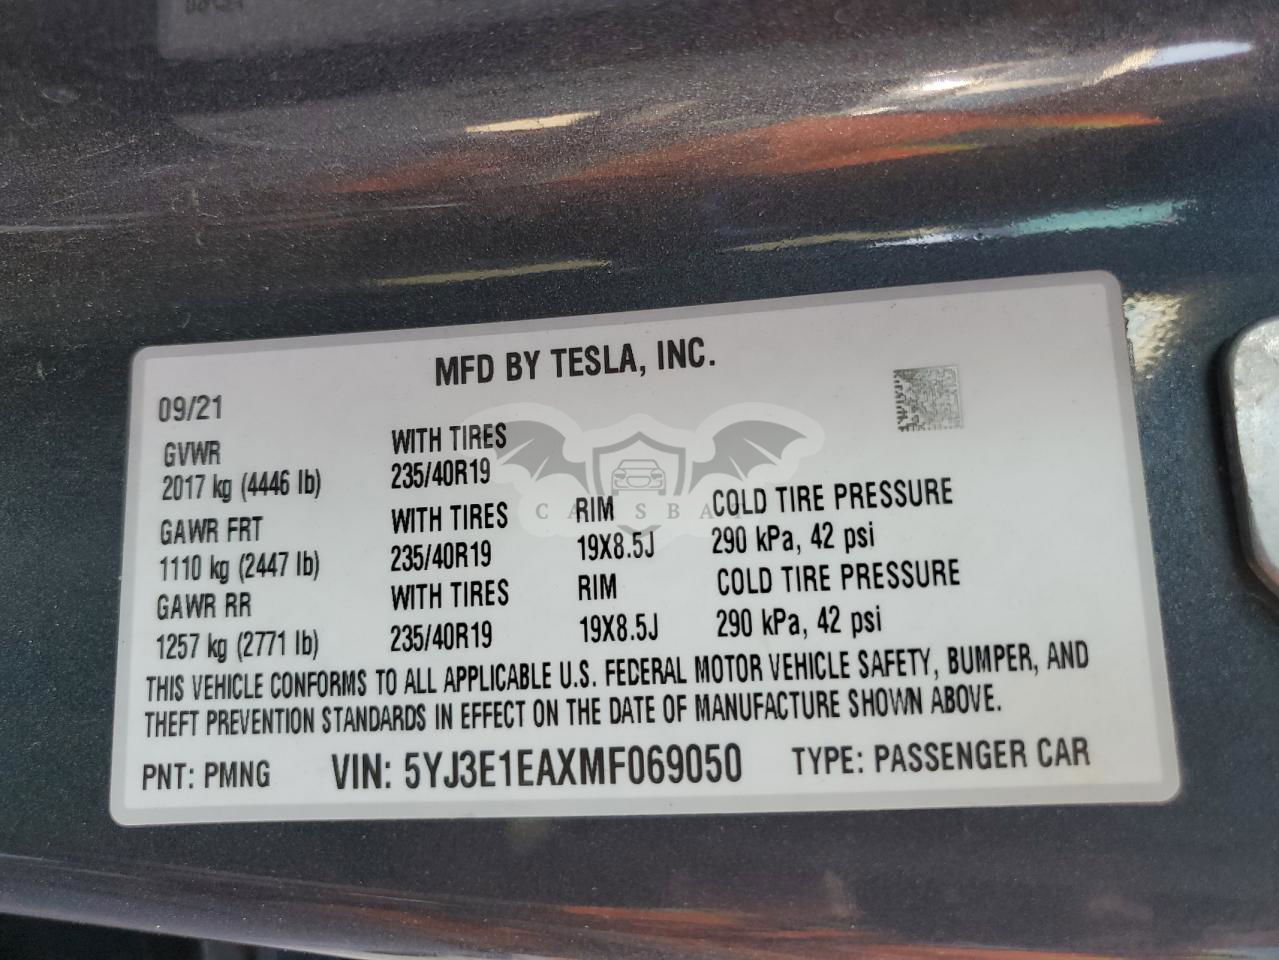 MFD BY TESLA, INC.
09/21
GVWR
2017 kg (4446 lb)
WITH TIRES
235/40R19
GAWR FRT
1110 kg (2447 lb)
WITH TIRES
235/40R19
RIM
19X8.5J
COLD TIRE PRESSURE
290 kPa, 42 psi
GAWR RR
1257 kg (2771 lb)
WITH TIRES
235/40R19
RIM
19X8.5J
COLD TIRE PRESSURE
290 kPa, 42 psi
THIS VEHICLE CONFORMS TO ALL APPLICABLE U.S. FEDERAL MOTOR VEHICLE SAFETY, BUMPER, AND
THEFT PREVENTION STANDARDS IN EFFECT ON THE DATE OF MANUFACTURE SHOWN ABOVE.
PNT: PMNG VIN: 5YJ3E1EAXMF069050 TYPE: PASSENGER CAR